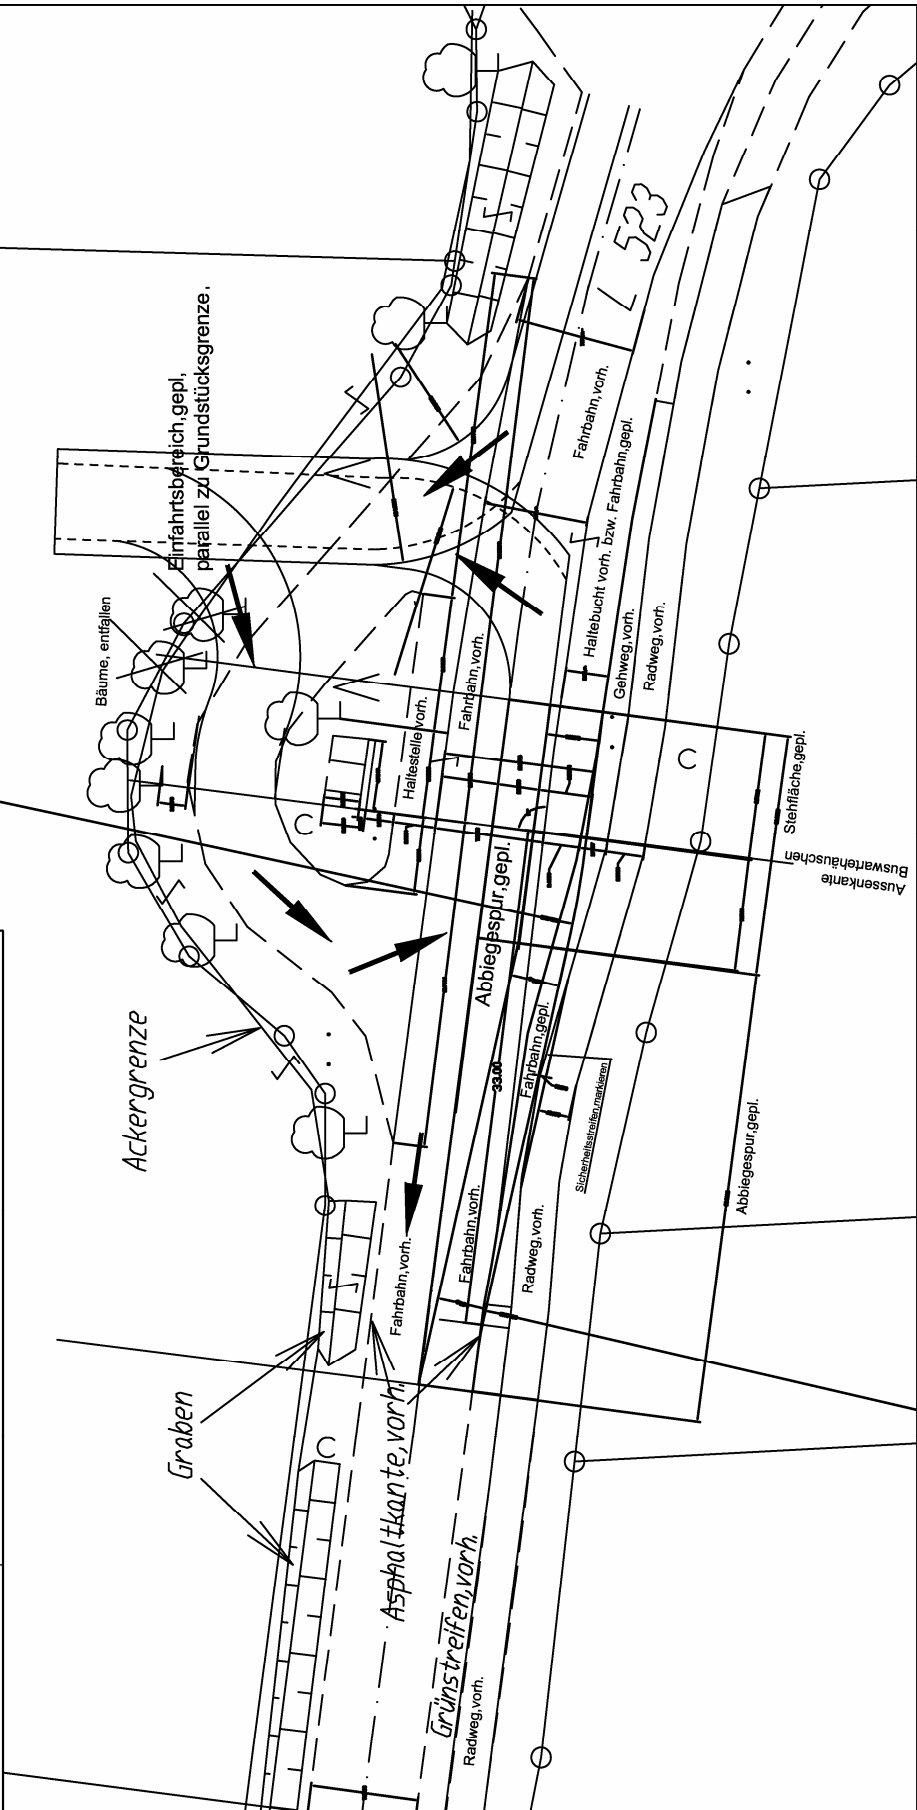 L 523
Einfahrtsbereich,gepl,
parallel zu Grundstücksgrenze.
Fahrbahn,vorh.
Haltebucht vorh. bzw. Fahrbahn,gepl.
Gehweg,vorh.
Radweg,vorh.
Bäume, entfallen
Fahrbahn,vorh.
Haltestelle,vorh.
Stehfläche,gepl.
Aussenkante
Buswartehäuschen
Abbiegespur,gepl.
Ackergrenze
33.00
Fahrbahn,gepl.
Sicherheitsstreifen,markieren
Abbiegespur,gepl.
Fahrbahn,vorh.
Fahrbahn,vorh.
Radweg,vorh.
Graben
Asphaltkante,vorh.
Grünstreifen,vorh.
Radweg,vorh.